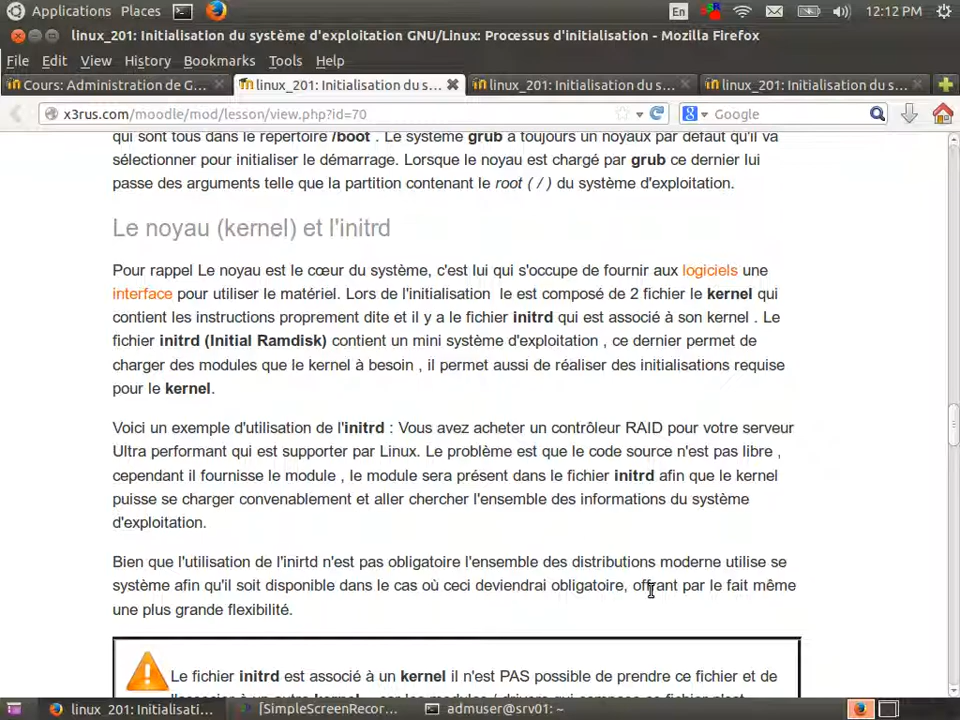 Applications Places En 12:12 PM
linux_201: Initialisation du système d'exploitation GNU/Linux: Processus d'initialisation - Mozilla Firefox
File Edit View History Bookmarks Tools Help
Cours: Administration de G... linux_201: Initialisation du s... linux_201: Initialisation du s... linux_201: Initialisation du s...
x3rus.com/moodle/mod/lesson/view.php?id=70 Google
qui sont tous dans le répertoire /boot . Le système grub a toujours un noyaux par défaut qu'il va
sélectionner pour initialiser le démarrage. Lorsque le noyau est chargé par grub ce dernier lui
passe des arguments telle que la partition contenant le root ( / ) du système d'exploitation.
Le noyau (kernel) et l'initrd
Pour rappel Le noyau est le cœur du système, c'est lui qui s'occupe de fournir aux logiciels une
interface pour utiliser le matériel. Lors de l'initialisation le est composé de 2 fichier le kernel qui
contient les instructions proprement dite et il y a le fichier initrd qui est associé à son kernel . Le
fichier initrd (Initial Ramdisk) contient un mini système d'exploitation , ce dernier permet de
charger des modules que le kernel à besoin , il permet aussi de réaliser des initialisations requise
pour le kernel.
Voici un exemple d'utilisation de l'initrd : Vous avez acheter un contrôleur RAID pour votre serveur
Ultra performant qui est supporter par Linux. Le problème est que le code source n'est pas libre ,
cependant il fournisse le module , le module sera présent dans le fichier initrd afin que le kernel
puisse se charger convenablement et aller chercher l'ensemble des informations du système
d'exploitation.
Bien que l'utilisation de l'inirtd n'est pas obligatoire l'ensemble des distributions moderne utilise se
système afin qu'il soit disponible dans le cas où ceci deviendrai obligatoire, offrant par le fait même
une plus grande flexibilité.
Le fichier initrd est associé à un kernel il n'est PAS possible de prendre ce fichier et de
l'associer à un autre kernel , car les modules / drivers qui compose ce fichier n'est
linux_201: Initialisati... [SimpleScreenRecor... admuser@srv01: ~